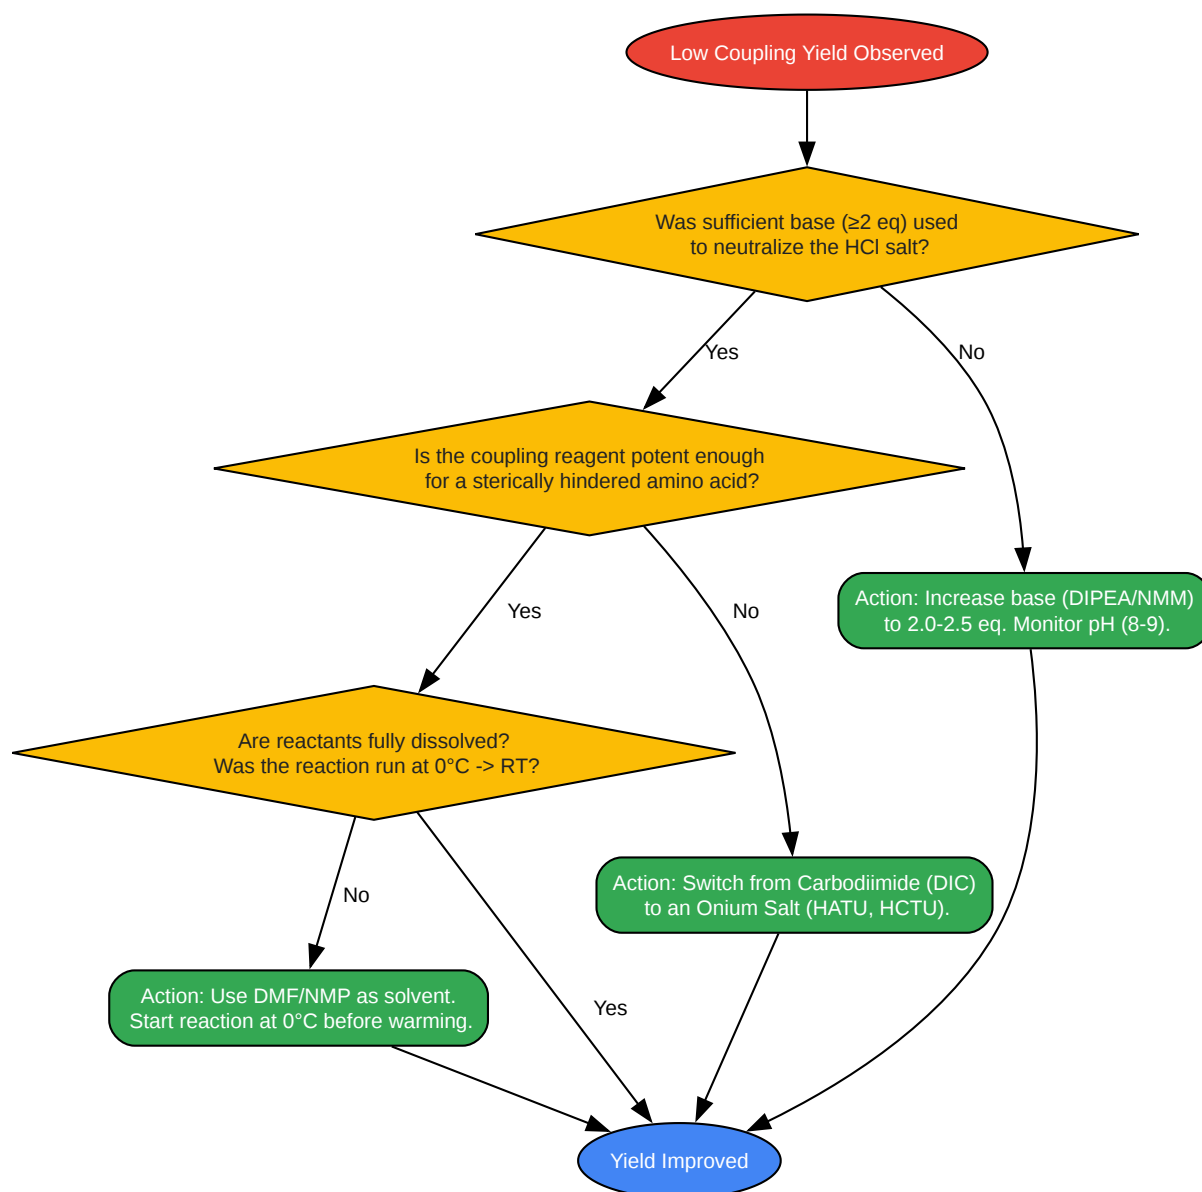 Low Coupling Yield Observed
Was sufficient base (≥2 eq) used
to neutralize the HCl salt?
Yes
No
Is the coupling reagent potent enough
for a sterically hindered amino acid?
Yes
No
Action: Increase base (DIPEA/NMM)
to 2.0-2.5 eq. Monitor pH (8-9).
Are reactants fully dissolved?
Was the reaction run at 0°C -> RT?
No
Yes
Action: Switch from Carbodiimide (DIC)
to an Onium Salt (HATU, HCTU).
Action: Use DMF/NMP as solvent.
Start reaction at 0°C before warming.
Yield Improved